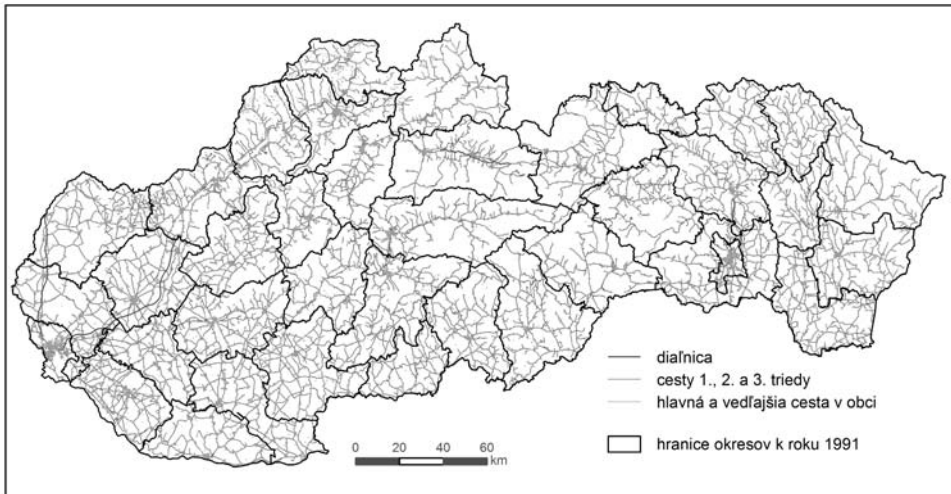 diaľnica
cesty 1., 2. a 3. triedy
hlavná a vedľajšia cesta v obci
hranice okresov k roku 1991
0 20 40 60
km